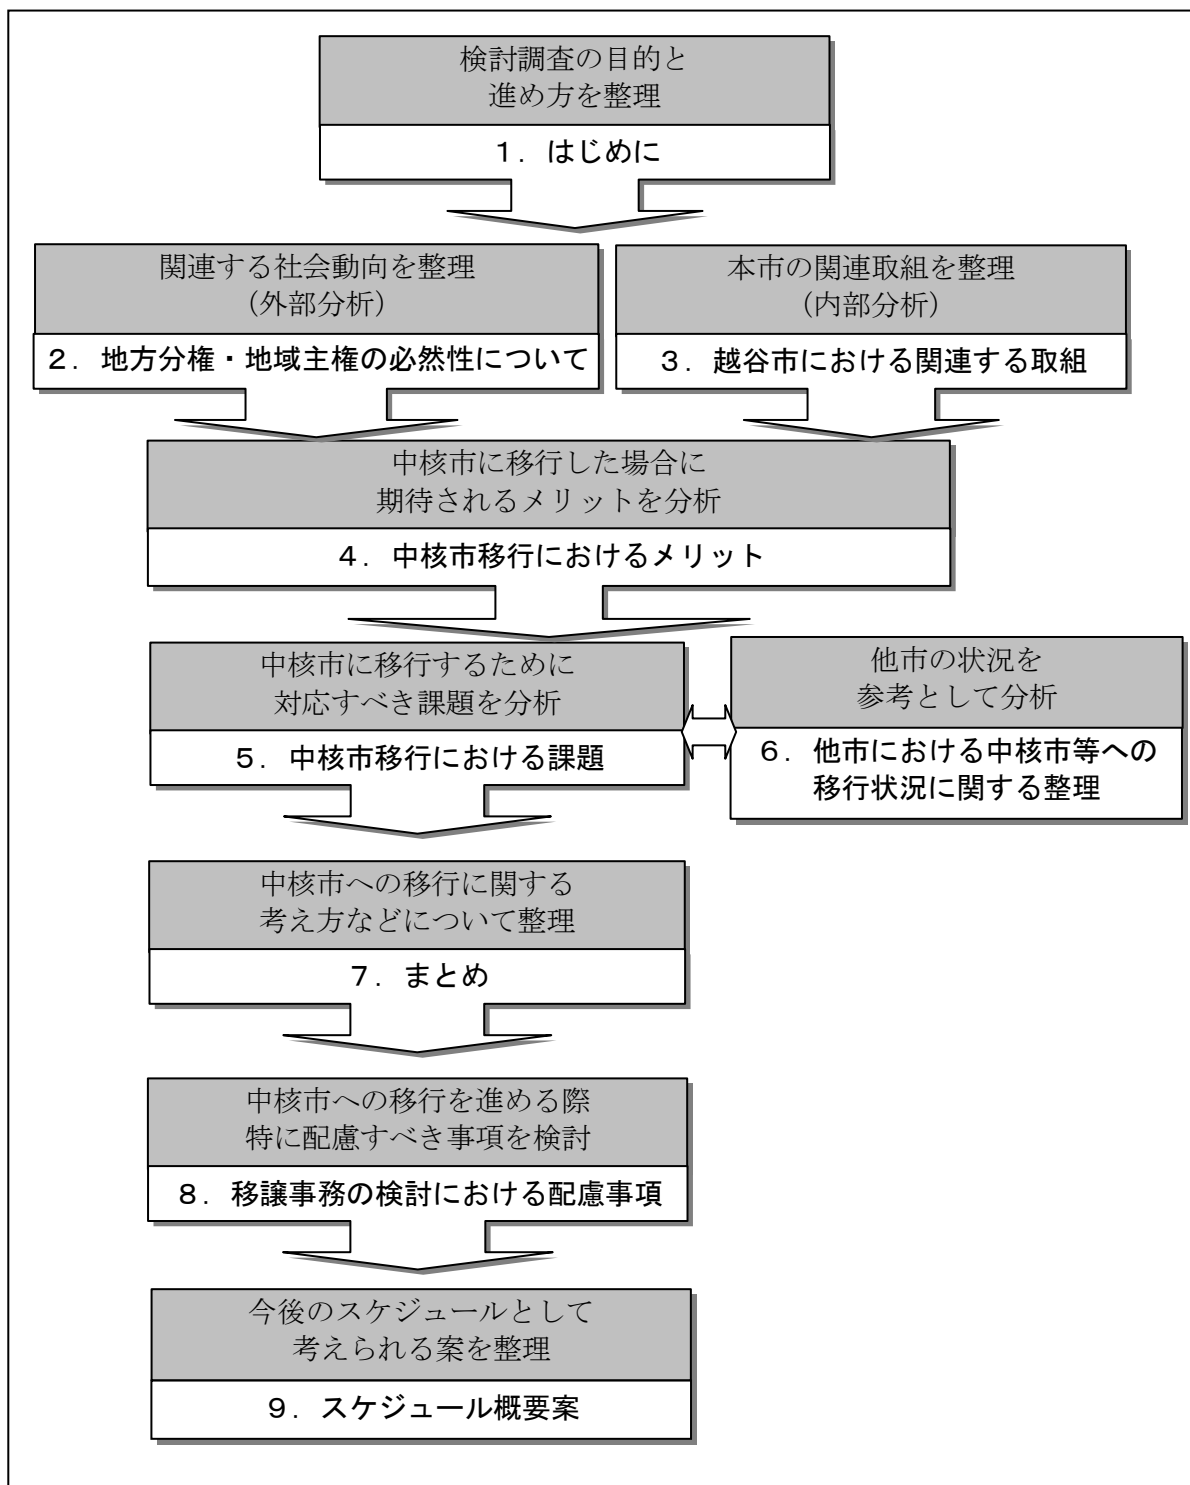 検討調査の目的と
進め方を整理
１．はじめに
関連する社会動向を整理
（外部分析）
２．地方分権・地域主権の必然性について
本市の関連取組を整理
（内部分析）
３．越谷市における関連する取組
中核市に移行した場合に
期待されるメリットを分析
４．中核市移行におけるメリット
中核市に移行するために
対応すべき課題を分析
５．中核市移行における課題
他市の状況を
参考として分析
６．他市における中核市等への
移行状況に関する整理
中核市への移行に関する
考え方などについて整理
７．まとめ
中核市への移行を進める際
特に配慮すべき事項を検討
８．移譲事務の検討における配慮事項
今後のスケジュールとして
考えられる案を整理
９．スケジュール概要案